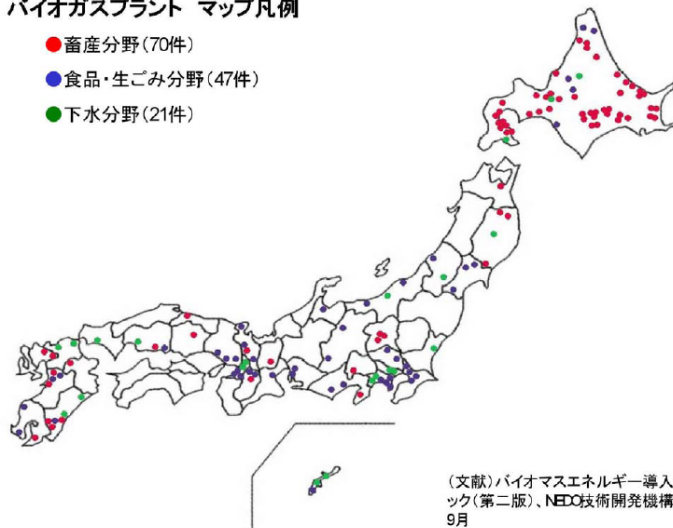 バイオガスプラント マップ凡例
●畜産分野(70件)
●食品・生ごみ分野(47件)
●下水分野(21件)
(文献)バイオマスエネルギー導入
ック(第二版)、NEDO技術開発機構
9月